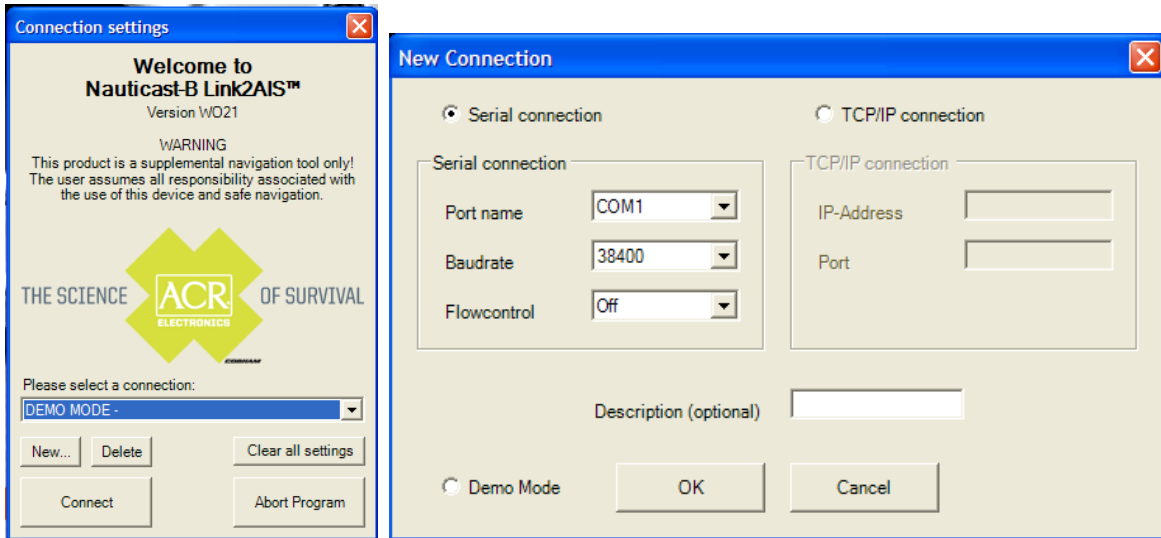 Connection settings
Welcome to
Nauticast-B Link2AIS™
Version WO21
WARNING
This product is a supplemental navigation tool only!
The user assumes all responsibility associated with
the use of this device and safe navigation.
THE SCIENCE
ACR
ELECTRONICS
OF SURVIVAL
COBHAM
Please select a connection:
DEMO MODE -
New...
Delete
Clear all settings
Connect
Abort Program
New Connection
Serial connection
TCP/IP connection
Serial connection
Port name
COM1
Baudrate
38400
Flowcontrol
Off
TCP/IP connection
IP-Address
Port
Description (optional)
Demo Mode
OK
Cancel